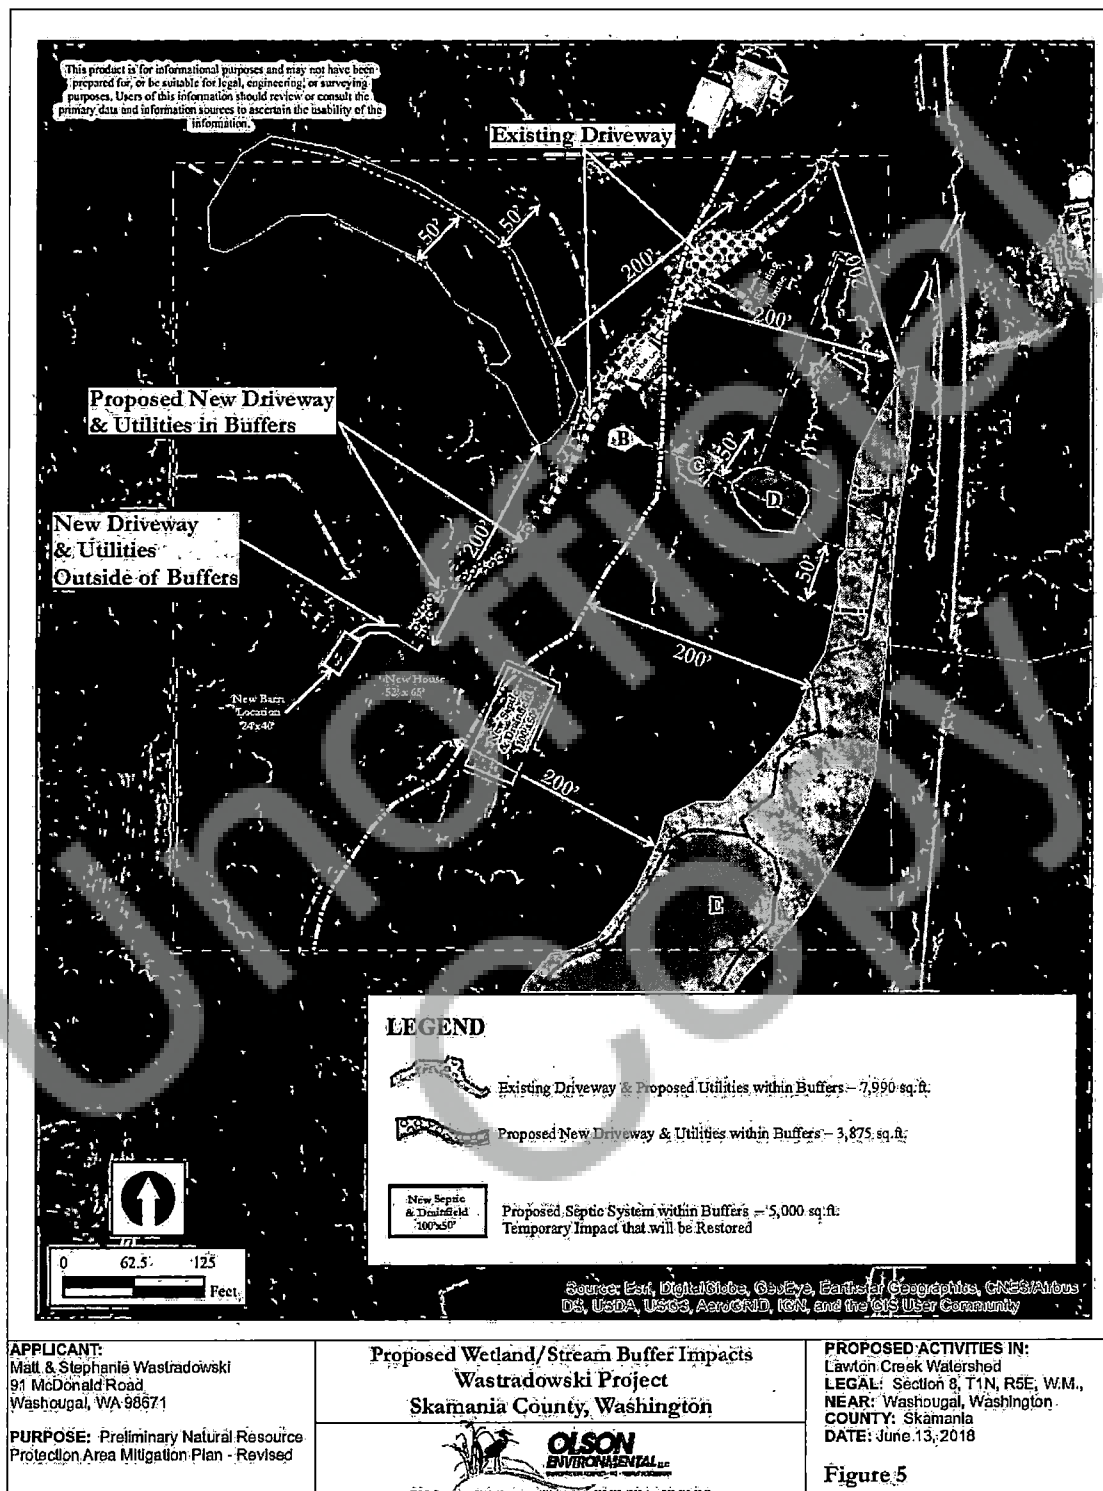 This product is for informational purposes and may not have been
prepared for, or be suitable for legal, engineering, or surveying
purposes. Users of this information should review or consult the
primary data and information sources to ascertain the usability of the
information.
Existing Driveway
50'
50'
200'
200'
200'
Proposed New Driveway
& Utilities in Buffers
B
C
50'
D
New Driveway
& Utilities
Outside of Buffers
200'
50'
200'
New House
52' x 65'
New Barn
Location
24'x40'
200'
E
Unofficial
Copy
LEGEND
Existing Driveway & Proposed Utilities within Buffers – 7,990 sq.ft.
Proposed New Driveway & Utilities within Buffers – 3,875 sq.ft.
New Septic
& Drainfield
100'x50'
Proposed Septic System within Buffers – 5,000 sq.ft.
Temporary Impact that will be Restored
0 62.5 125
Feet
Source: Esri, DigitalGlobe, GeoEye, Earthstar Geographics, CNES/Airbus
DS, USDA, USGS, AeroGRID, IGN, and the GIS User Community
APPLICANT:
Matt & Stephanie Wastradowski
91 McDonald Road
Washougal, WA 98671
PURPOSE: Preliminary Natural Resource
Protection Area Mitigation Plan - Revised
Proposed Wetland/Stream Buffer Impacts
Wastradowski Project
Skamania County, Washington
OLSON
ENVIRONMENTAL LLC
PROPOSED ACTIVITIES IN:
Lawton Creek Watershed
LEGAL: Section 8, T1N, R5E, W.M.,
NEAR: Washougal, Washington
COUNTY: Skamania
DATE: June 13, 2018
Figure 5